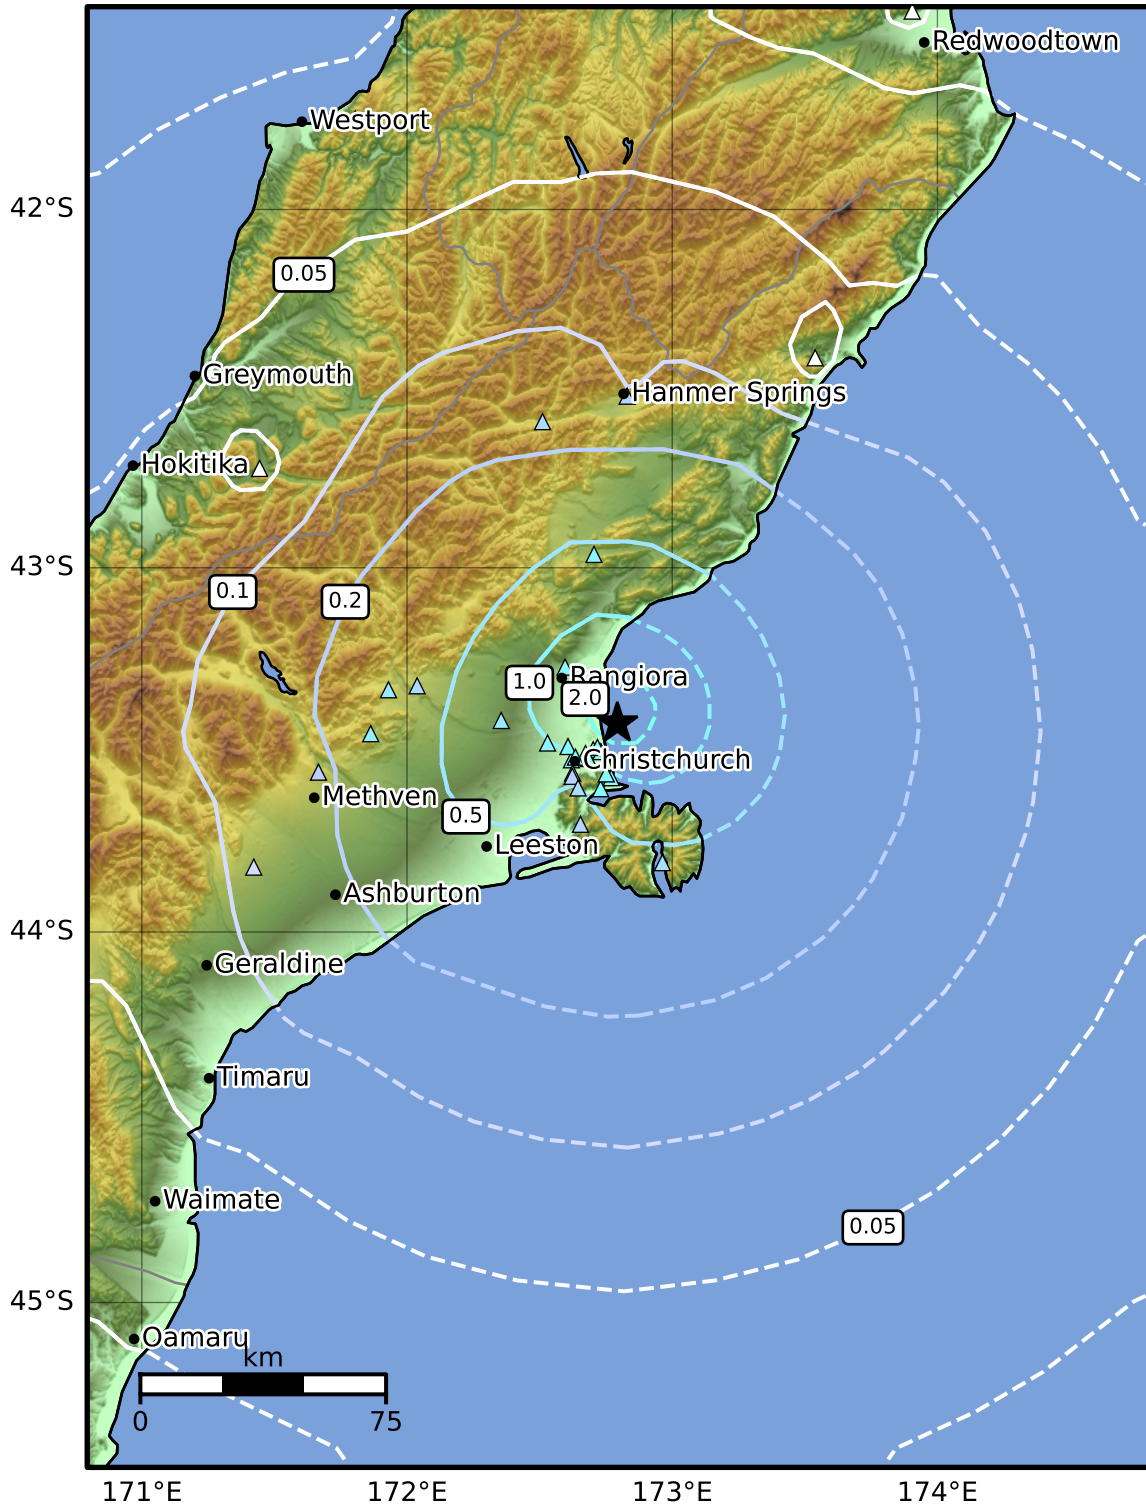 Redwoodtown
Westport
42°S
0.05
Greymouth
Hanmer Springs
Hokitika
43°S
0.1
0.2
Rangiora
1.0
2.0
Christchurch
Methven
0.5
Leeston
Ashburton
44°S
Geraldine
Timaru
Waimate
0.05
45°S
Oamaru
km
0 75
171°E 172°E 173°E 174°E